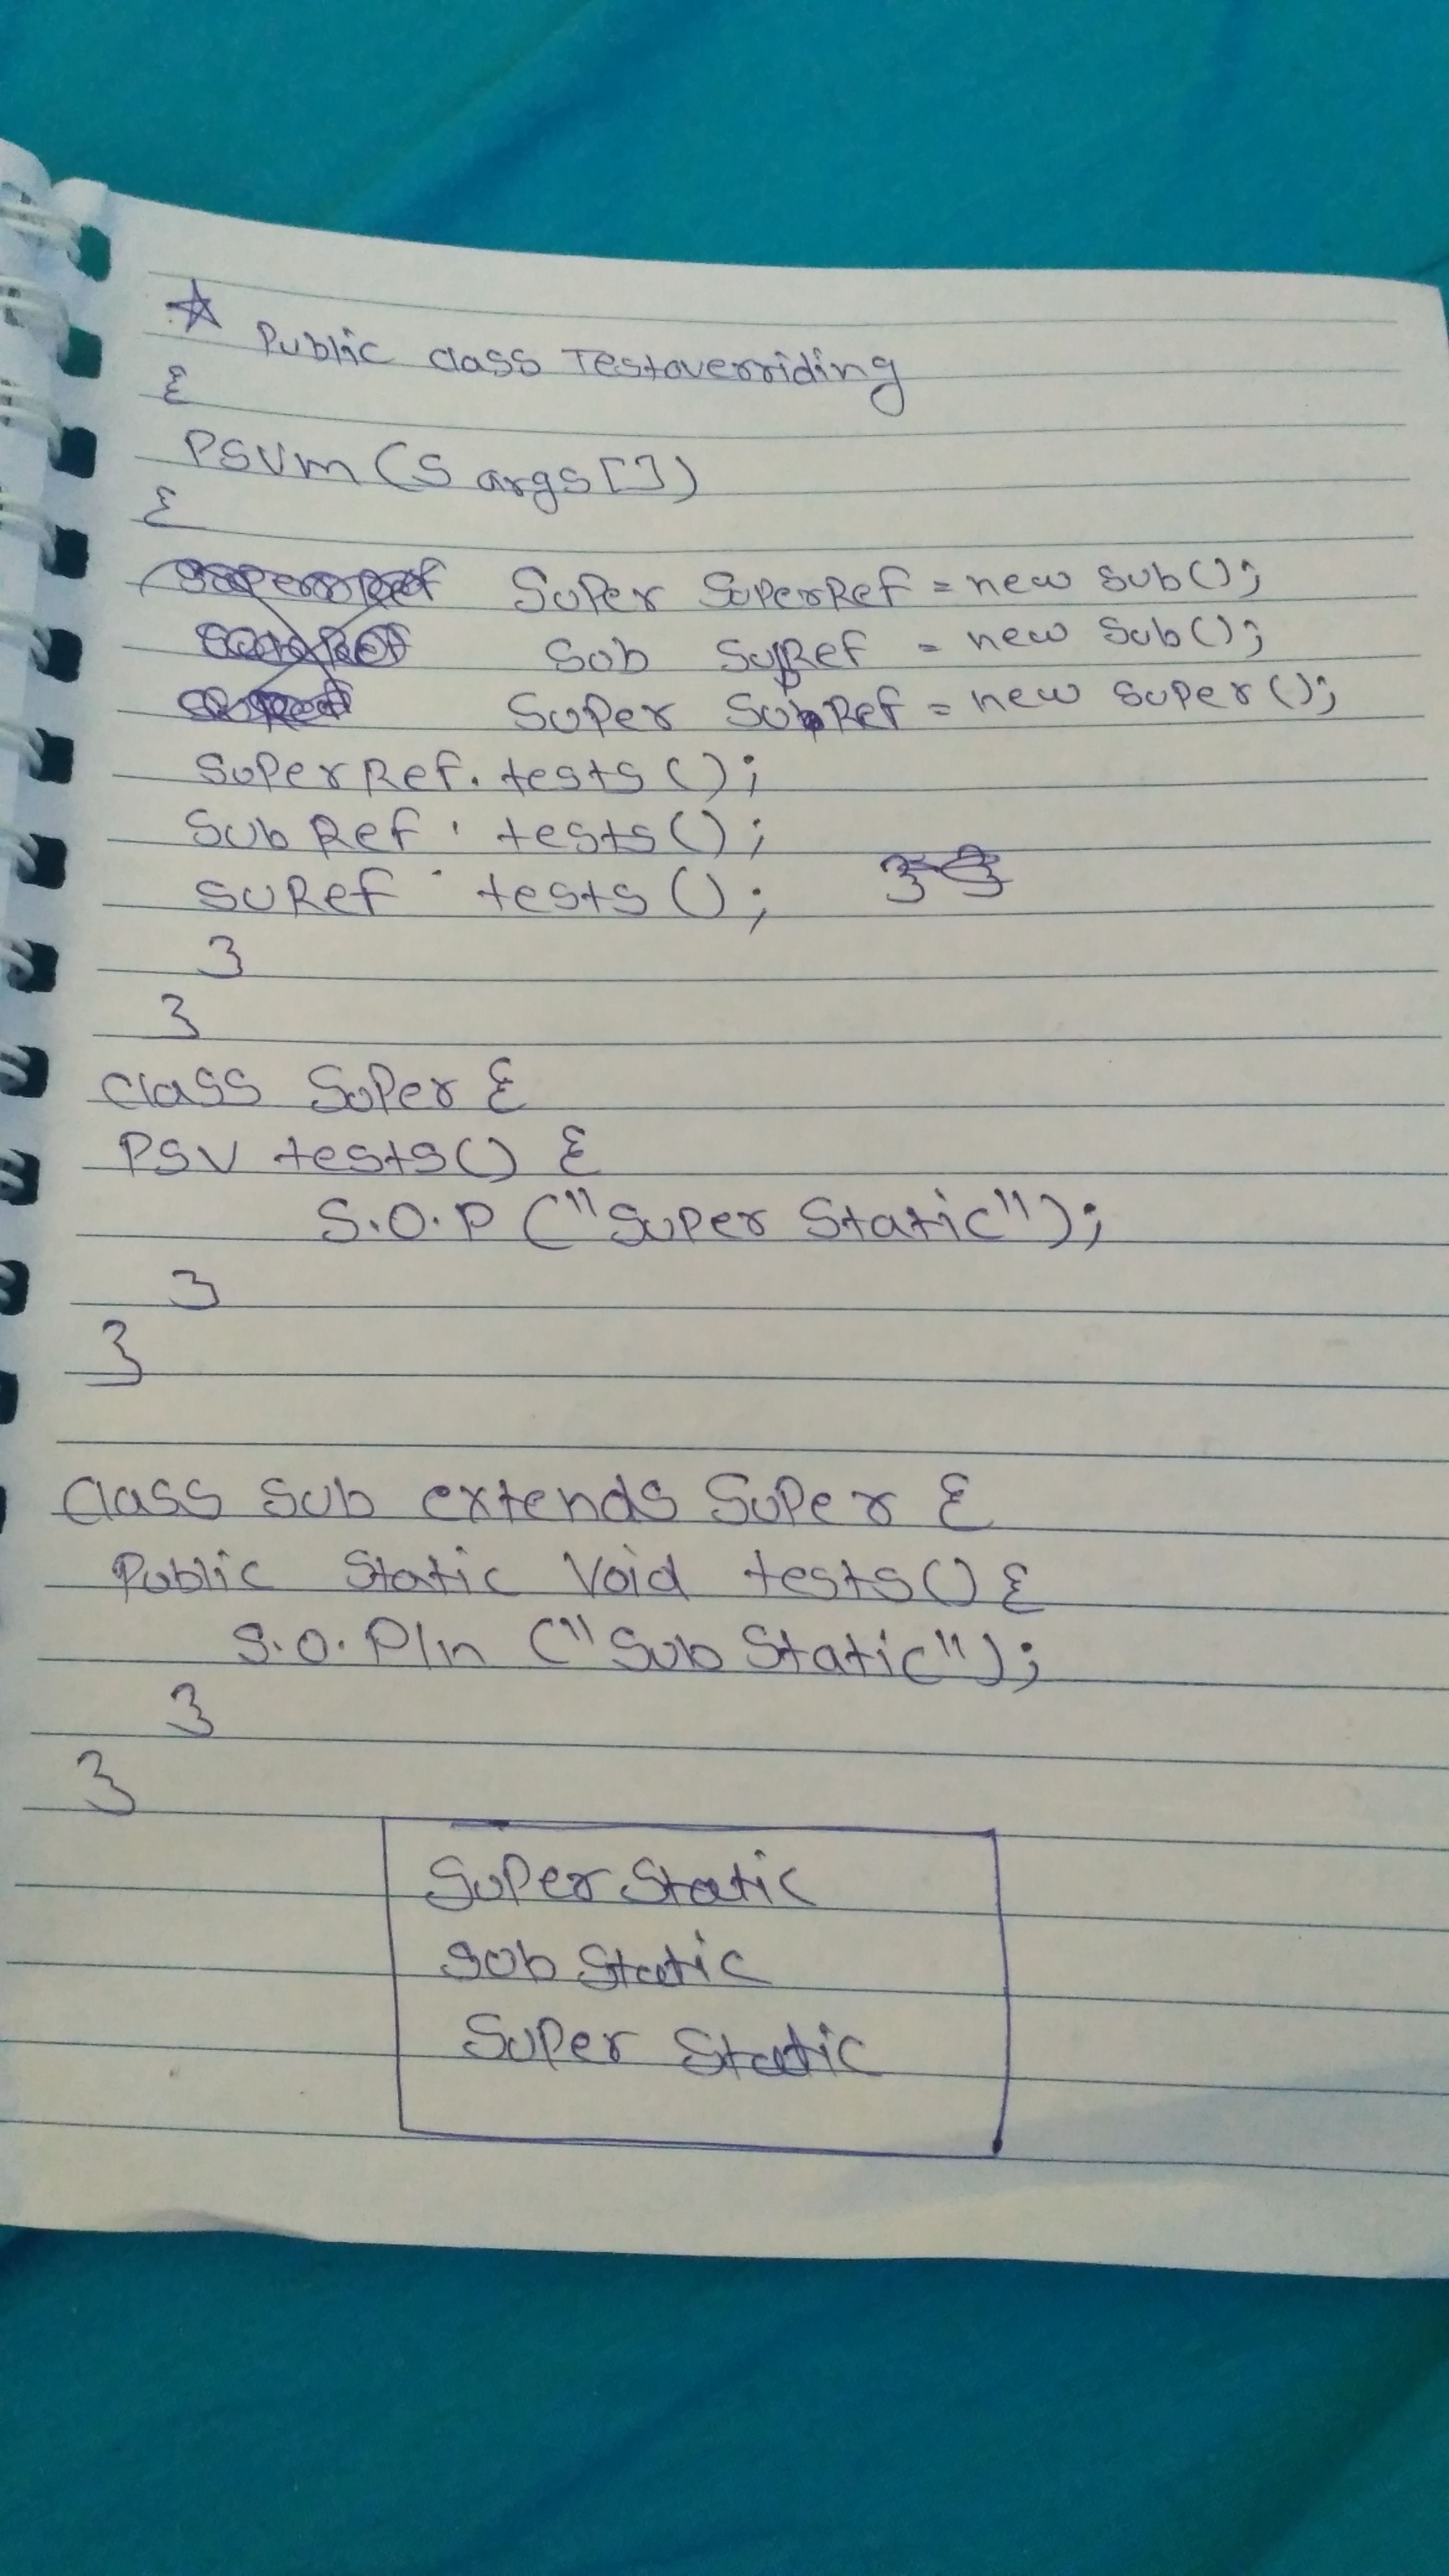 ☆ Public class Testoverriding
{
PSVm (S args[])
{
Super SuperRef = new Sub();
Sub SubRef = new Sub();
Super SuRef = new Super();
SuperRef. tests();
Sub Ref . tests();
SuRef . tests();
}
}
class Super {
PSV tests() {
S.O.P ("Super Static");
}
}
Class Sub extends Super {
Public Static Void tests() {
S.O.Pln ("Sub Static");
}
}
Super Static
Sub Static
Super Static